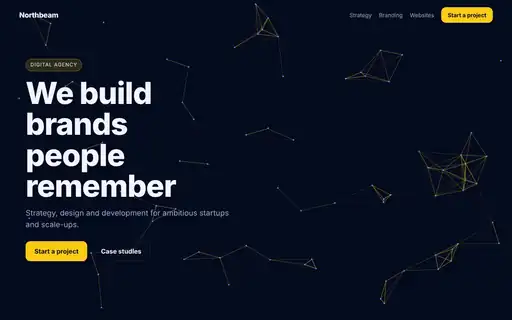 Northbeam
Strategy
Branding
Websites
Start a project
DIGITAL AGENCY
We build
brands
people
remember
Strategy, design and development for ambitious startups
and scale-ups.
Start a project
Case studies